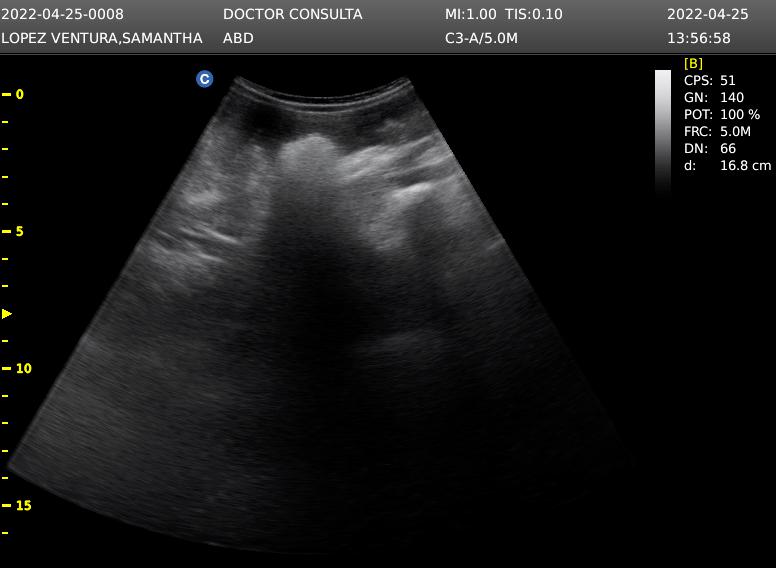 2022-04-25-0008 DOCTOR CONSULTA MI:1.00 TIS:0.10 2022-04-25
LOPEZ VENTURA,SAMANTHA ABD C3-A/5.0M 13:56:58
[B]
C
CPS: 51
0
GN: 140
POT: 100 %
FRC: 5.0M
DN: 66
d: 16.8 cm
5
10
15